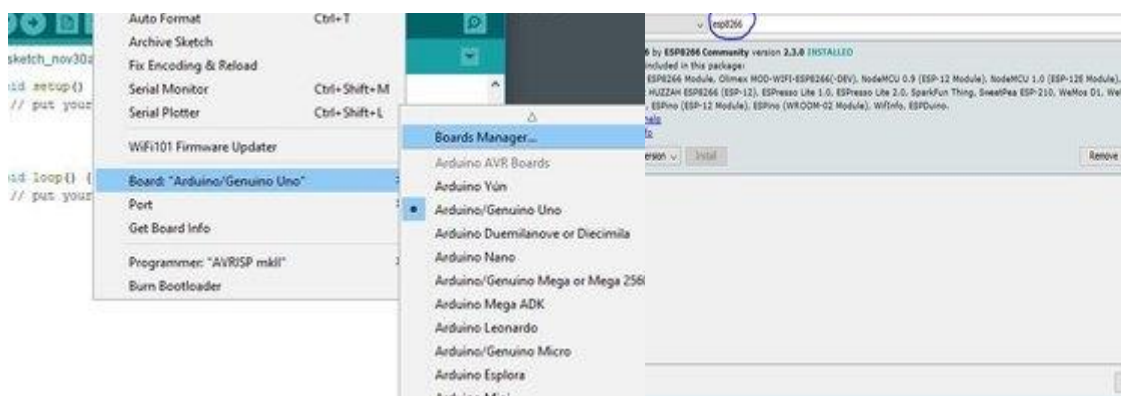 Auto Format Ctrl+T
Archive Sketch
Fix Encoding & Reload
Serial Monitor Ctrl+Shift+M
Serial Plotter Ctrl+Shift+L
WiFi101 Firmware Updater
Board: "Arduino/Genuino Uno"
Port
Get Board Info
Programmer: "AVRISP mkII"
Burn Bootloader
sketch_nov30a
id setup() {
// put your
id loop() {
// put your
Boards Manager...
Arduino AVR Boards
Arduino Yún
Arduino/Genuino Uno
Arduino Duemilanove or Diecimila
Arduino Nano
Arduino/Genuino Mega or Mega 256
Arduino Mega ADK
Arduino Leonardo
Arduino/Genuino Micro
Arduino Esplora
Arduino Mini
esp8266
by ESP8266 Community version 2.3.0 INSTALLED
included in this package:
ESP8266 Module, Olimex MOD-WIFI-ESP8266(-DEV), NodeMCU 0.9 (ESP-12 Module), NodeMCU 1.0 (ESP-12E Module),
HUZZAH ESP8266 (ESP-12), ESPresso Lite 1.0, ESPresso Lite 2.0, SparkFun Thing, SweetPea ESP-210, WeMos D1, We
ESPino (ESP-12 Module), ESPino (WROOM-02 Module), WifInfo, ESPDuino.
help
fo
ersion Install Remove